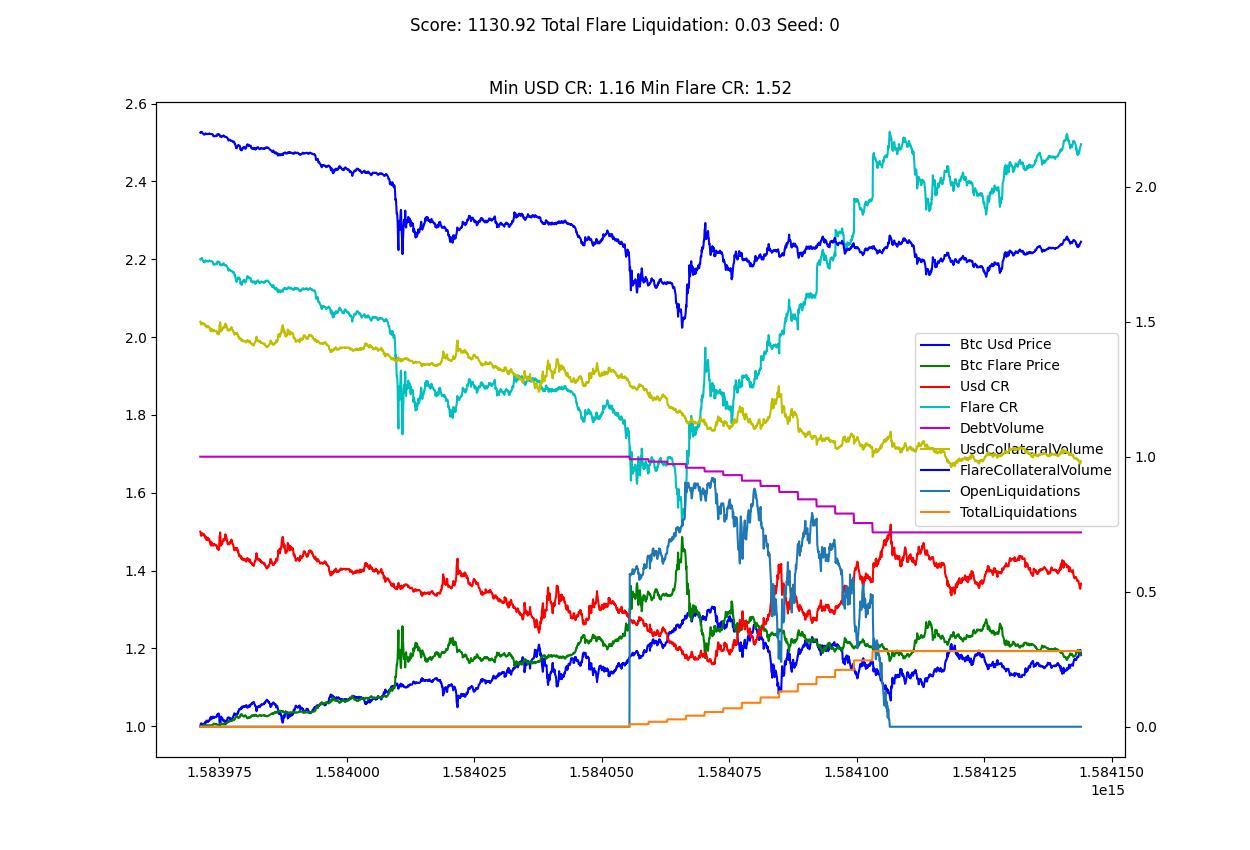 Score: 1130.92 Total Flare Liquidation: 0.03 Seed: 0
Min USD CR: 1.16 Min Flare CR: 1.52
2.6
2.4
2.2
2.0
1.8
1.6
1.4
1.2
1.0
2.0
1.5
1.0
0.5
0.0
Btc Usd Price
Btc Flare Price
Usd CR
Flare CR
DebtVolume
UsdCollateralVolume
FlareCollateralVolume
OpenLiquidations
TotalLiquidations
1.583975 1.584000 1.584025 1.584050 1.584075 1.584100 1.584125 1.584150
1e15